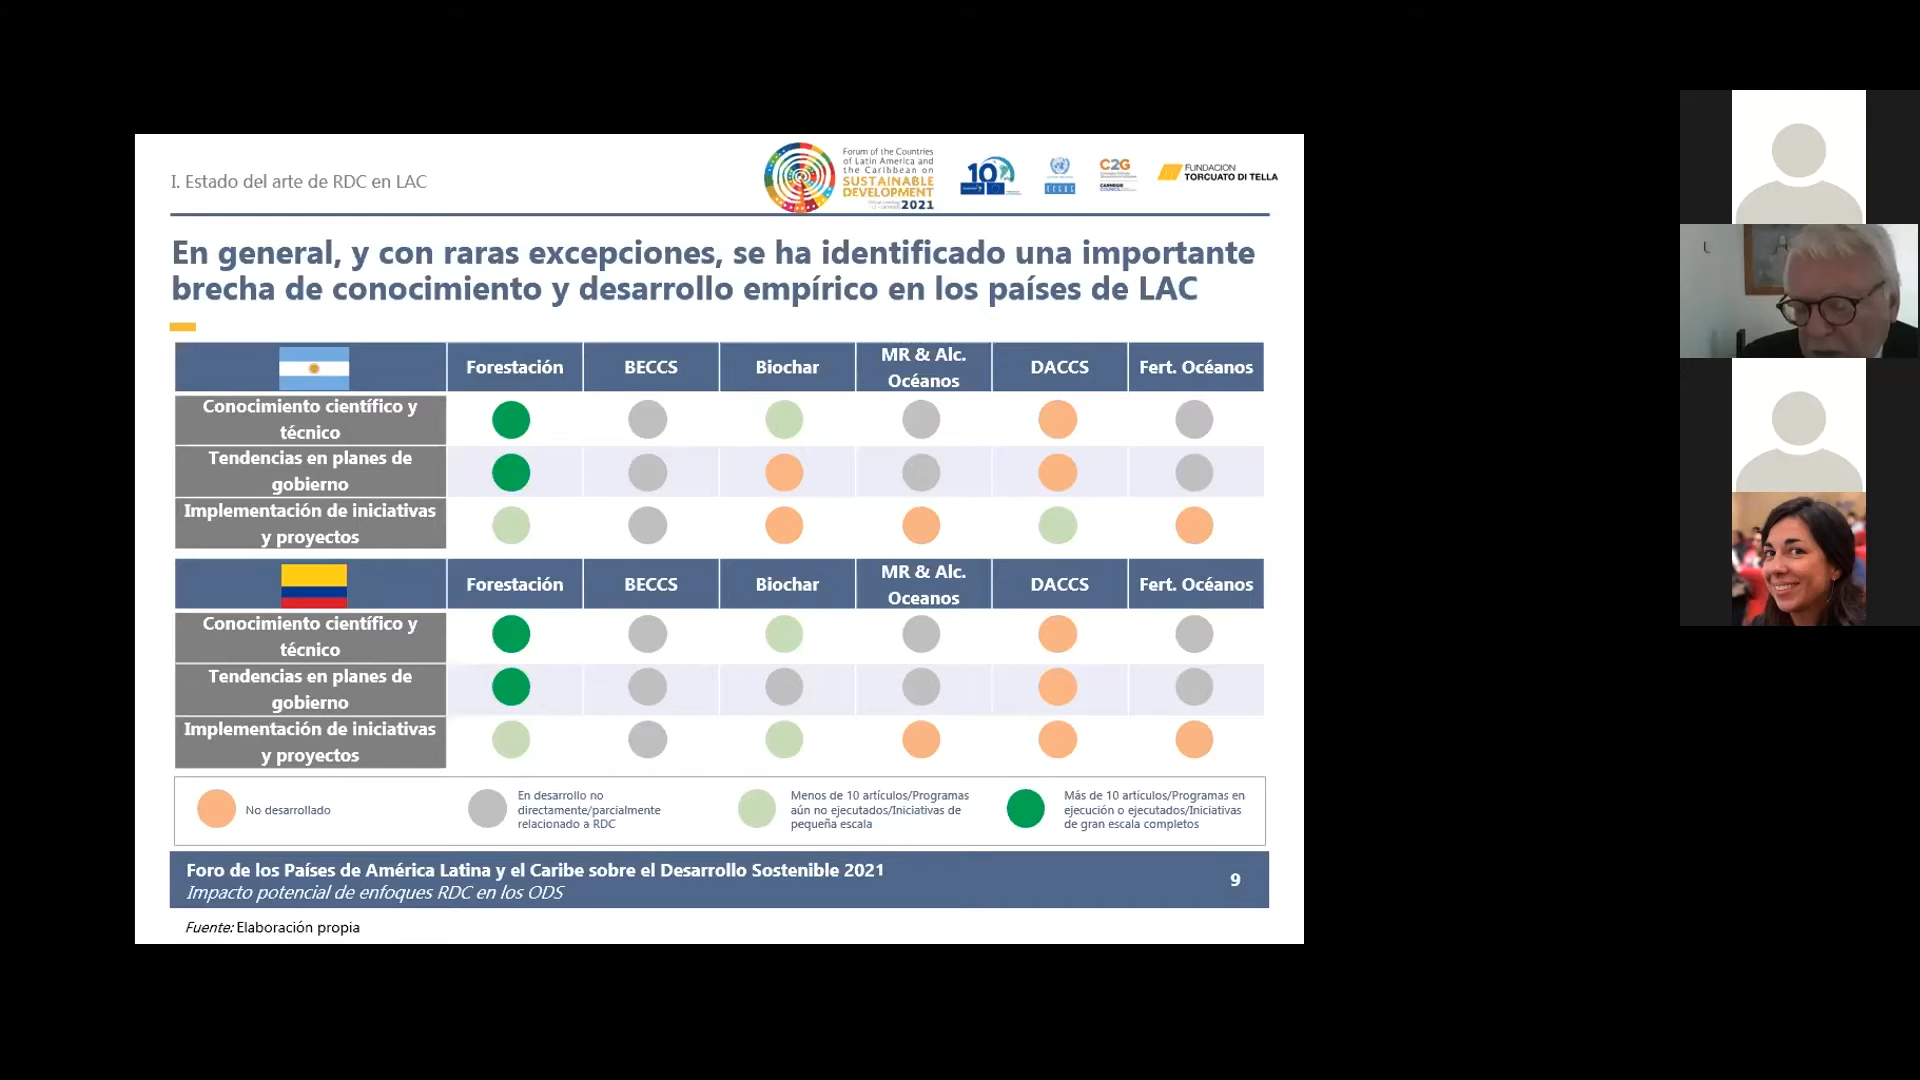 I. Estado del arte de RDC en LAC
Forum of the Countries
of Latin America and
the Caribbean on
SUSTAINABLE
DEVELOPMENT
2021
10
C2G
CARNEGIE
COUNCIL
FUNDACION
TORCUATO DI TELLA
En general, y con raras excepciones, se ha identificado una importante
brecha de conocimiento y desarrollo empírico en los países de LAC
Forestación
BECCS
Biochar
MR & Alc.
Océanos
DACCS
Fert. Océanos
Conocimiento científico y
técnico
Tendencias en planes de
gobierno
Implementación de iniciativas
y proyectos
Forestación
BECCS
Biochar
MR & Alc.
Oceanos
DACCS
Fert. Océanos
Conocimiento científico y
técnico
Tendencias en planes de
gobierno
Implementación de iniciativas
y proyectos
No desarrollado
En desarrollo no
directamente/parcialmente
relacionado a RDC
Menos de 10 artículos/Programas
aún no ejecutados/Iniciativas de
pequeña escala
Más de 10 artículos/Programas en
ejecución o ejecutados/Iniciativas
de gran escala completos
Foro de los Países de América Latina y el Caribe sobre el Desarrollo Sostenible 2021
Impacto potencial de enfoques RDC en los ODS
9
Fuente: Elaboración propia